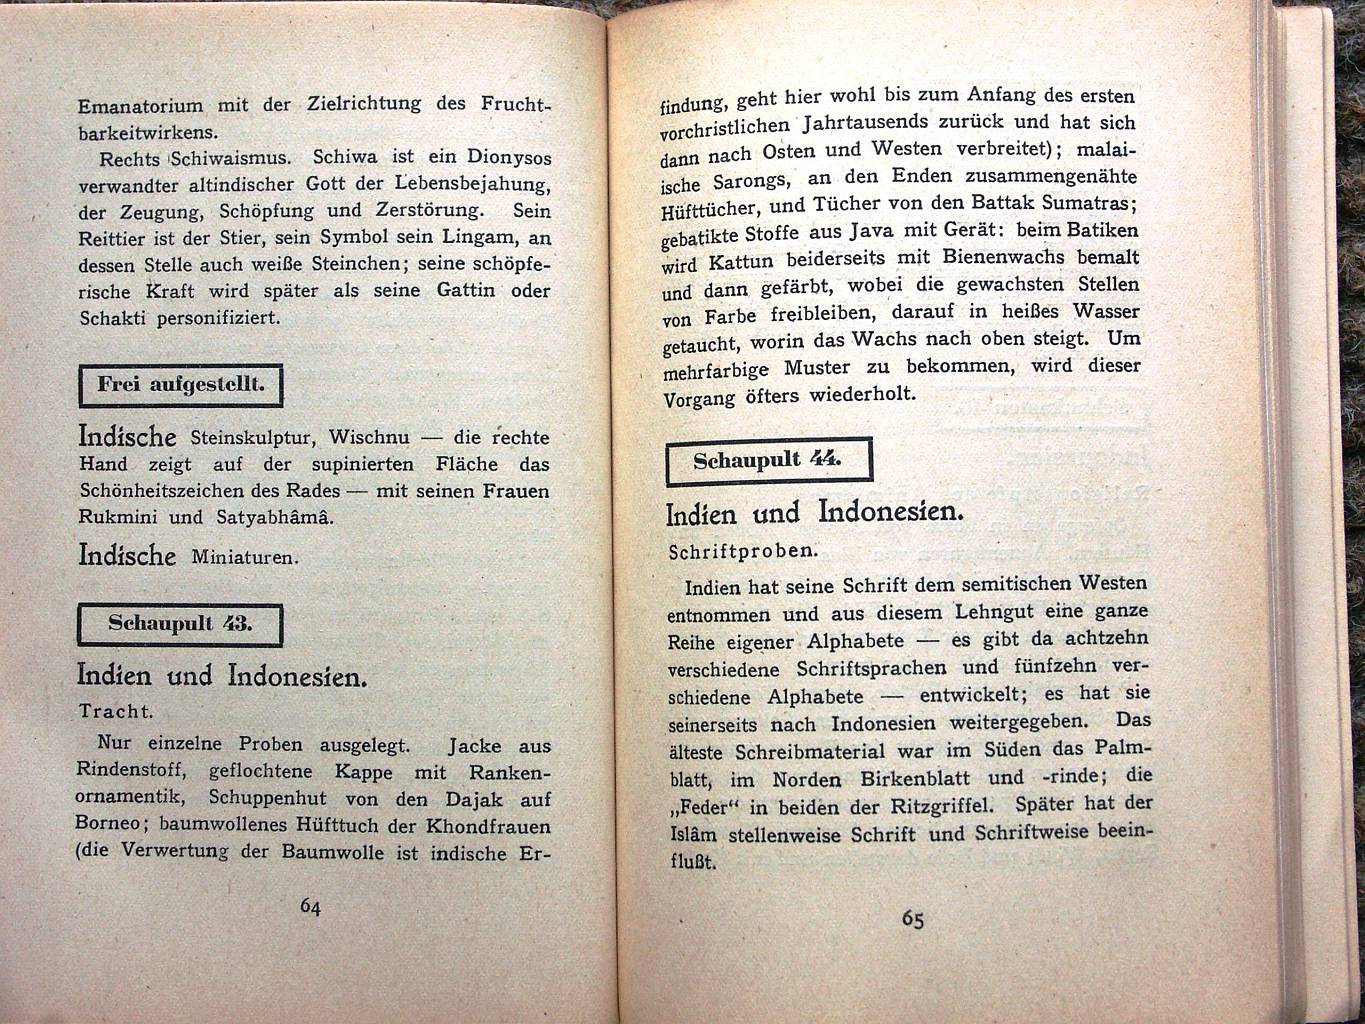 Emanatorium mit der Zielrichtung des Frucht-
barkeitwirkens.
Rechts Schiwaismus. Schiwa ist ein Dionysos
verwandter altindischer Gott der Lebensbejahung,
der Zeugung, Schöpfung und Zerstörung. Sein
Reittier ist der Stier, sein Symbol sein Lingam, an
dessen Stelle auch weiße Steinchen; seine schöpfe-
rische Kraft wird später als seine Gattin oder
Schakti personifiziert.
Frei aufgestellt.
Indische Steinskulptur, Wischnu — die rechte
Hand zeigt auf der supinierten Fläche das
Schönheitszeichen des Rades — mit seinen Frauen
Rukmini und Satyabhâmâ.
Indische Miniaturen.
Schaupult 43.
Indien und Indonesien.
Tracht.
Nur einzelne Proben ausgelegt. Jacke aus
Rindenstoff, geflochtene Kappe mit Ranken-
ornamentik, Schuppenhut von den Dajak auf
Borneo; baumwollenes Hüfttuch der Khondfrauen
(die Verwertung der Baumwolle ist indische Er-
64
findung, geht hier wohl bis zum Anfang des ersten
vorchristlichen Jahrtausends zurück und hat sich
dann nach Osten und Westen verbreitet); malai-
ische Sarongs, an den Enden zusammengenähte
Hüfttücher, und Tücher von den Battak Sumatras;
gebatikte Stoffe aus Java mit Gerät: beim Batiken
wird Kattun beiderseits mit Bienenwachs bemalt
und dann gefärbt, wobei die gewachsten Stellen
von Farbe freibleiben, darauf in heißes Wasser
getaucht, worin das Wachs nach oben steigt. Um
mehrfarbige Muster zu bekommen, wird dieser
Vorgang öfters wiederholt.
Schaupult 44.
Indien und Indonesien.
Schriftproben.
Indien hat seine Schrift dem semitischen Westen
entnommen und aus diesem Lehngut eine ganze
Reihe eigener Alphabete — es gibt da achtzehn
verschiedene Schriftsprachen und fünfzehn ver-
schiedene Alphabete — entwickelt; es hat sie
seinerseits nach Indonesien weitergegeben. Das
älteste Schreibmaterial war im Süden das Palm-
blatt, im Norden Birkenblatt und -rinde; die
„Feder“ in beiden der Ritzgriffel. Später hat der
Islâm stellenweise Schrift und Schriftweise beein-
flußt.
65